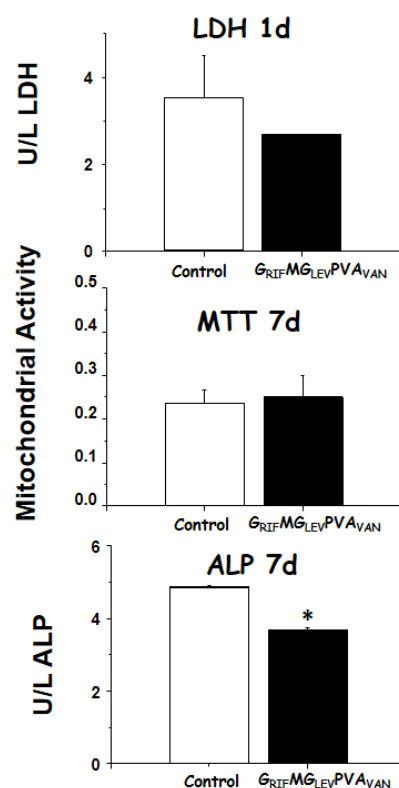 LDH 1d
U/L LDH
4
2
0
Control GRIFMGLEVPVAVAN
Mitochondrial Activity
MTT 7d
0.5
0.4
0.3
0.2
0.1
0.0
Control GRIFMGLEVPVAVAN
ALP 7d
U/L ALP
6
4
2
0
*
Control GRIFMGLEVPVAVAN